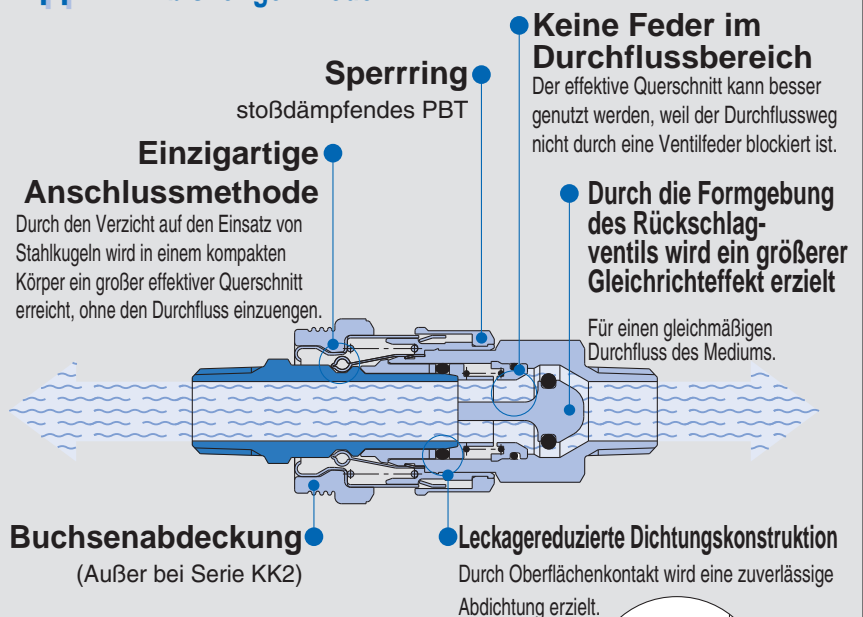 Keine Feder im
Durchflussbereich
Der effektive Querschnitt kann besser
genutzt werden, weil der Durchflussweg
nicht durch eine Ventilfeder blockiert ist.
Sperrring
stoßdämpfendes PBT
Einzigartige
Anschlussmethode
Durch den Verzicht auf den Einsatz von
Stahlkugeln wird in einem kompakten
Körper ein großer effektiver Querschnitt
erreicht, ohne den Durchfluss einzuengen.
Durch die Formgebung
des Rückschlag-
ventils wird ein größerer
Gleichrichteffekt erzielt
Für einen gleichmäßigen
Durchfluss des Mediums.
Buchsenabdeckung
(Außer bei Serie KK2)
Leckagereduzierte Dichtungskonstruktion
Durch Oberflächenkontakt wird eine zuverlässige
Abdichtung erzielt.